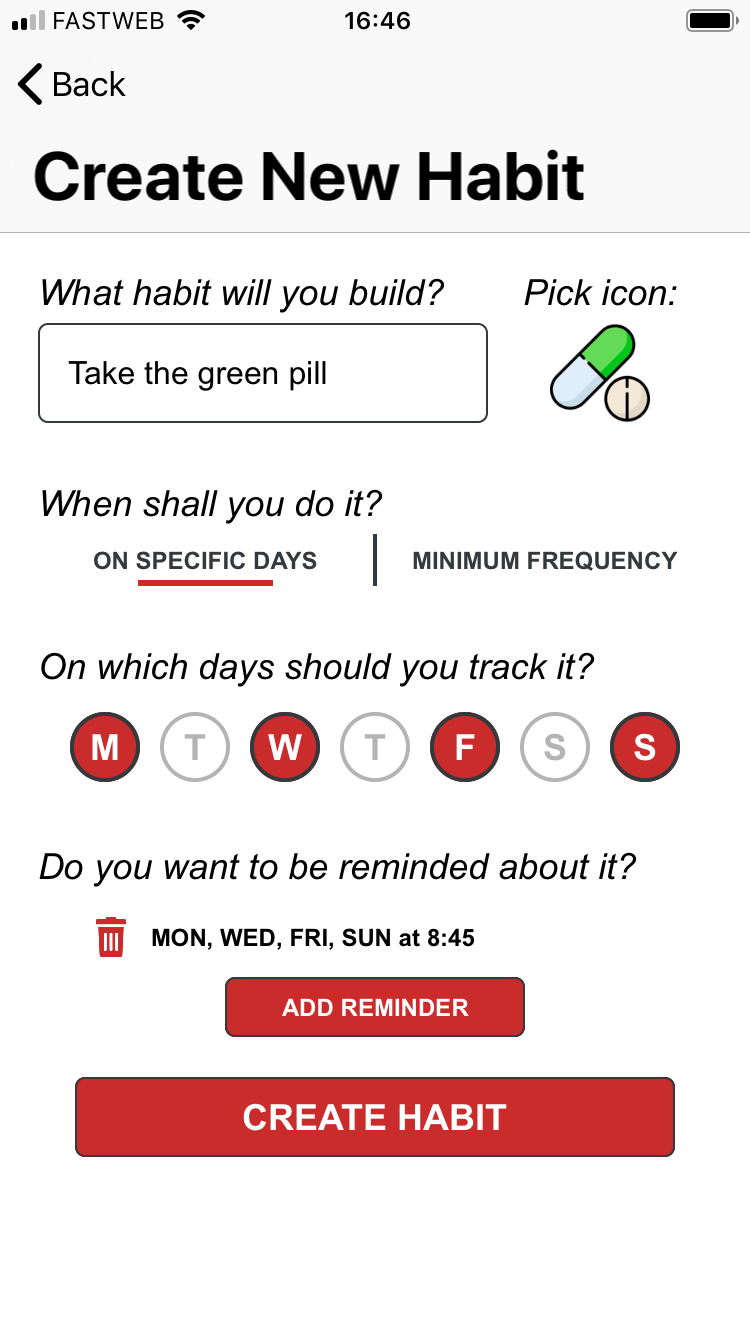 FASTWEB 16:46
Back
Create New Habit
What habit will you build? Pick icon:
Take the green pill
When shall you do it?
ON SPECIFIC DAYS MINIMUM FREQUENCY
On which days should you track it?
M T W T F S S
Do you want to be reminded about it?
MON, WED, FRI, SUN at 8:45
ADD REMINDER
CREATE HABIT